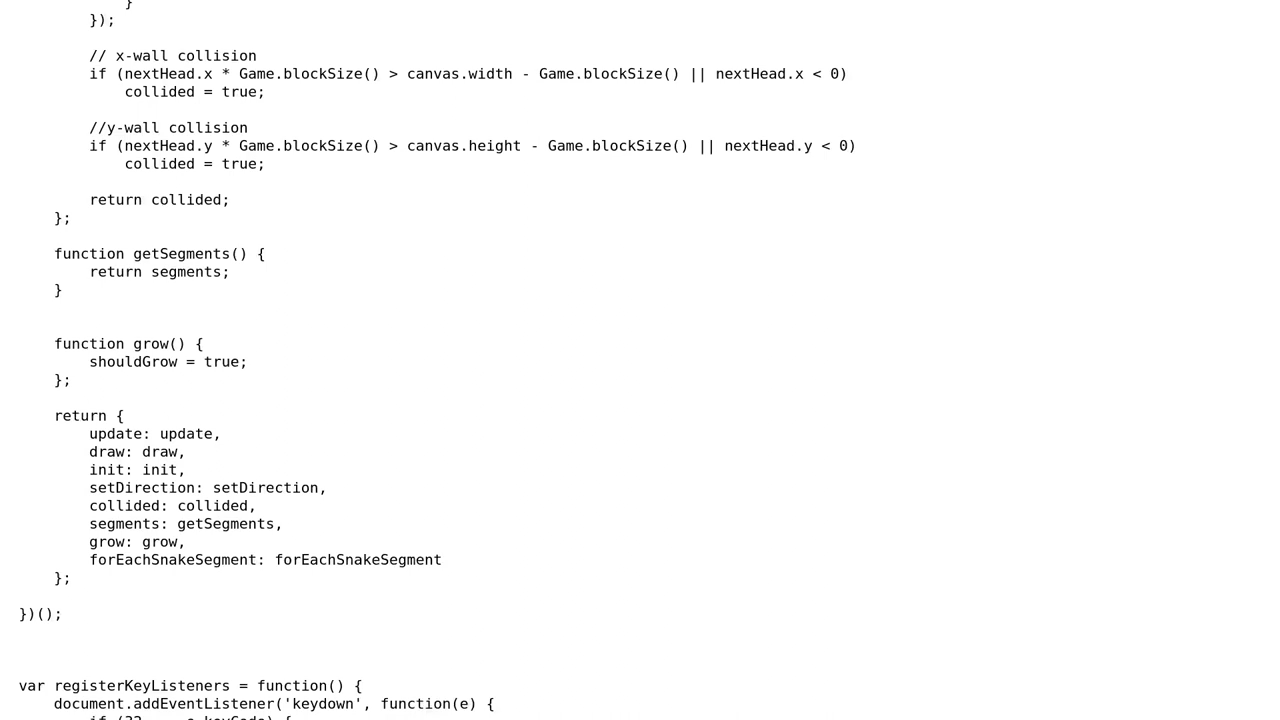 }
        });

        // x-wall collision
        if (nextHead.x * Game.blockSize() > canvas.width - Game.blockSize() || nextHead.x < 0)
            collided = true;

        //y-wall collision
        if (nextHead.y * Game.blockSize() > canvas.height - Game.blockSize() || nextHead.y < 0)
            collided = true;

        return collided;
    };

    function getSegments() {
        return segments;
    }


    function grow() {
        shouldGrow = true;
    };

    return {
        update: update,
        draw: draw,
        init: init,
        setDirection: setDirection,
        collided: collided,
        segments: getSegments,
        grow: grow,
        forEachSnakeSegment: forEachSnakeSegment
    };

})();



var registerKeyListeners = function() {
    document.addEventListener('keydown', function(e) {
        if (32